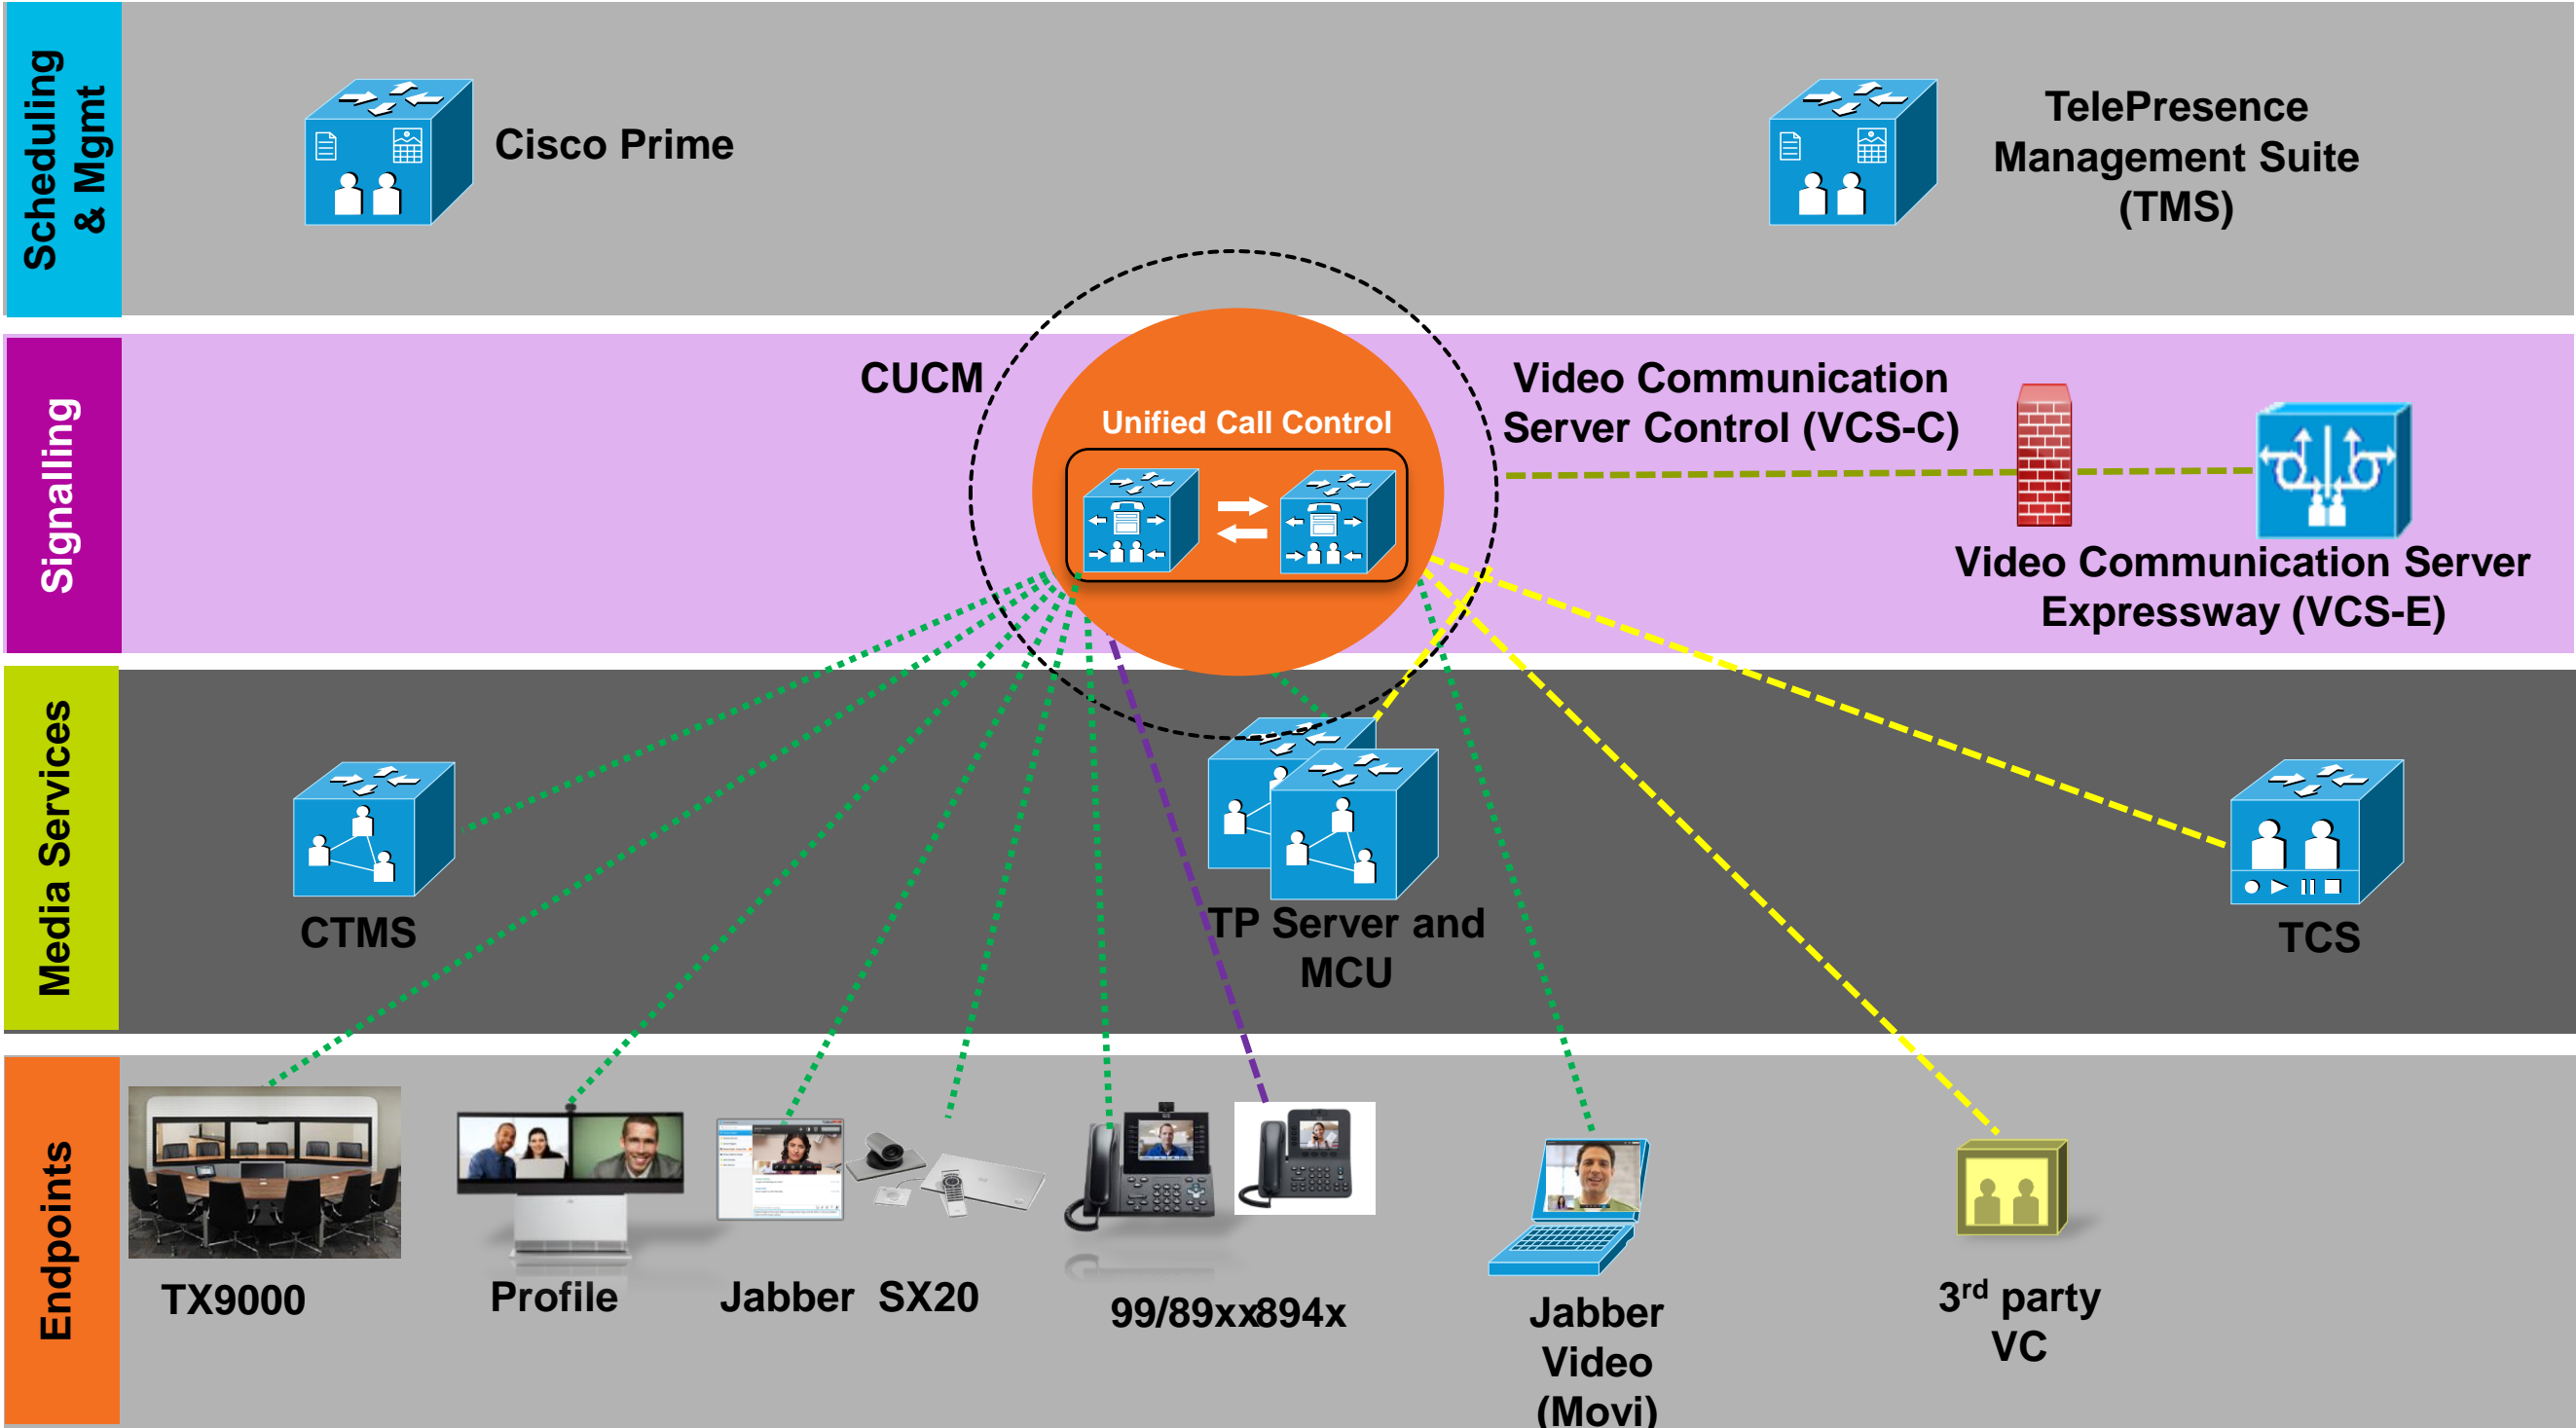 Scheduling
& Mgmt
Cisco Prime
TelePresence
Management Suite
(TMS)
Signalling
CUCM
Unified Call Control
Video Communication
Server Control (VCS-C)
Video Communication Server
Expressway (VCS-E)
Media Services
CTMS
TP Server and
MCU
TCS
Endpoints
TX9000
Profile
Jabber
SX20
99/89xx
894x
Jabber
Video
(Movi)
3rd party
VC